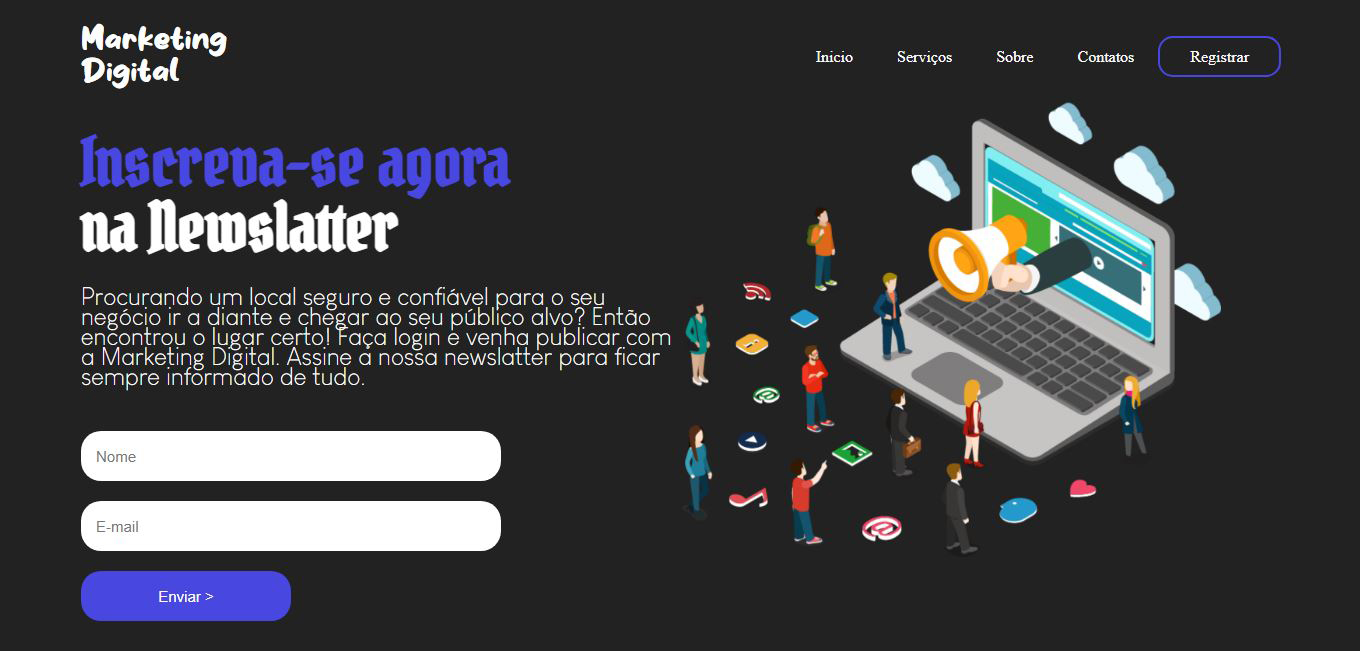 Marketing
Digital
Inicio
Serviços
Sobre
Contatos
Registrar
Inscreva-se agora
na Newslatter
Procurando um local seguro e confiável para o seu
negócio ir a diante e chegar ao seu público alvo? Então
encontrou o lugar certo! Faça login e venha publicar com
a Marketing Digital. Assine a nossa newslatter para ficar
sempre informado de tudo.
Nome
E-mail
Enviar >